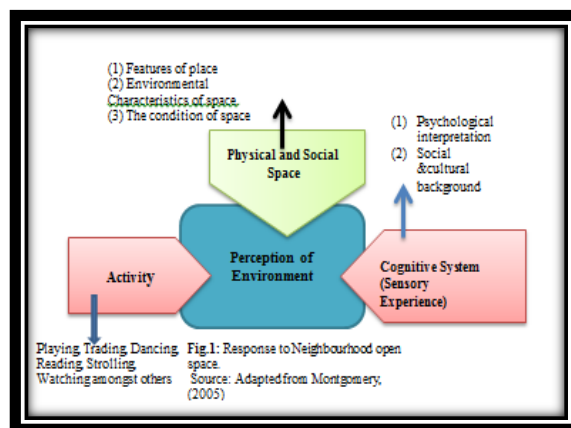 (1) Features of place
(2) Environmental
Characteristics of space.
(3) The condition of space
(1) Psychological
interpretation
(2) Social
&cultural
background
Physical and Social
Space
Perception of
Environment
Activity
Cognitive System
(Sensory
Experience)
Playing, Trading, Dancing,
Reading, Strolling,
Watching amongst others
Fig.1: Response to Neighbourhood open
space.
Source: Adapted from Montgomery,
(2005)